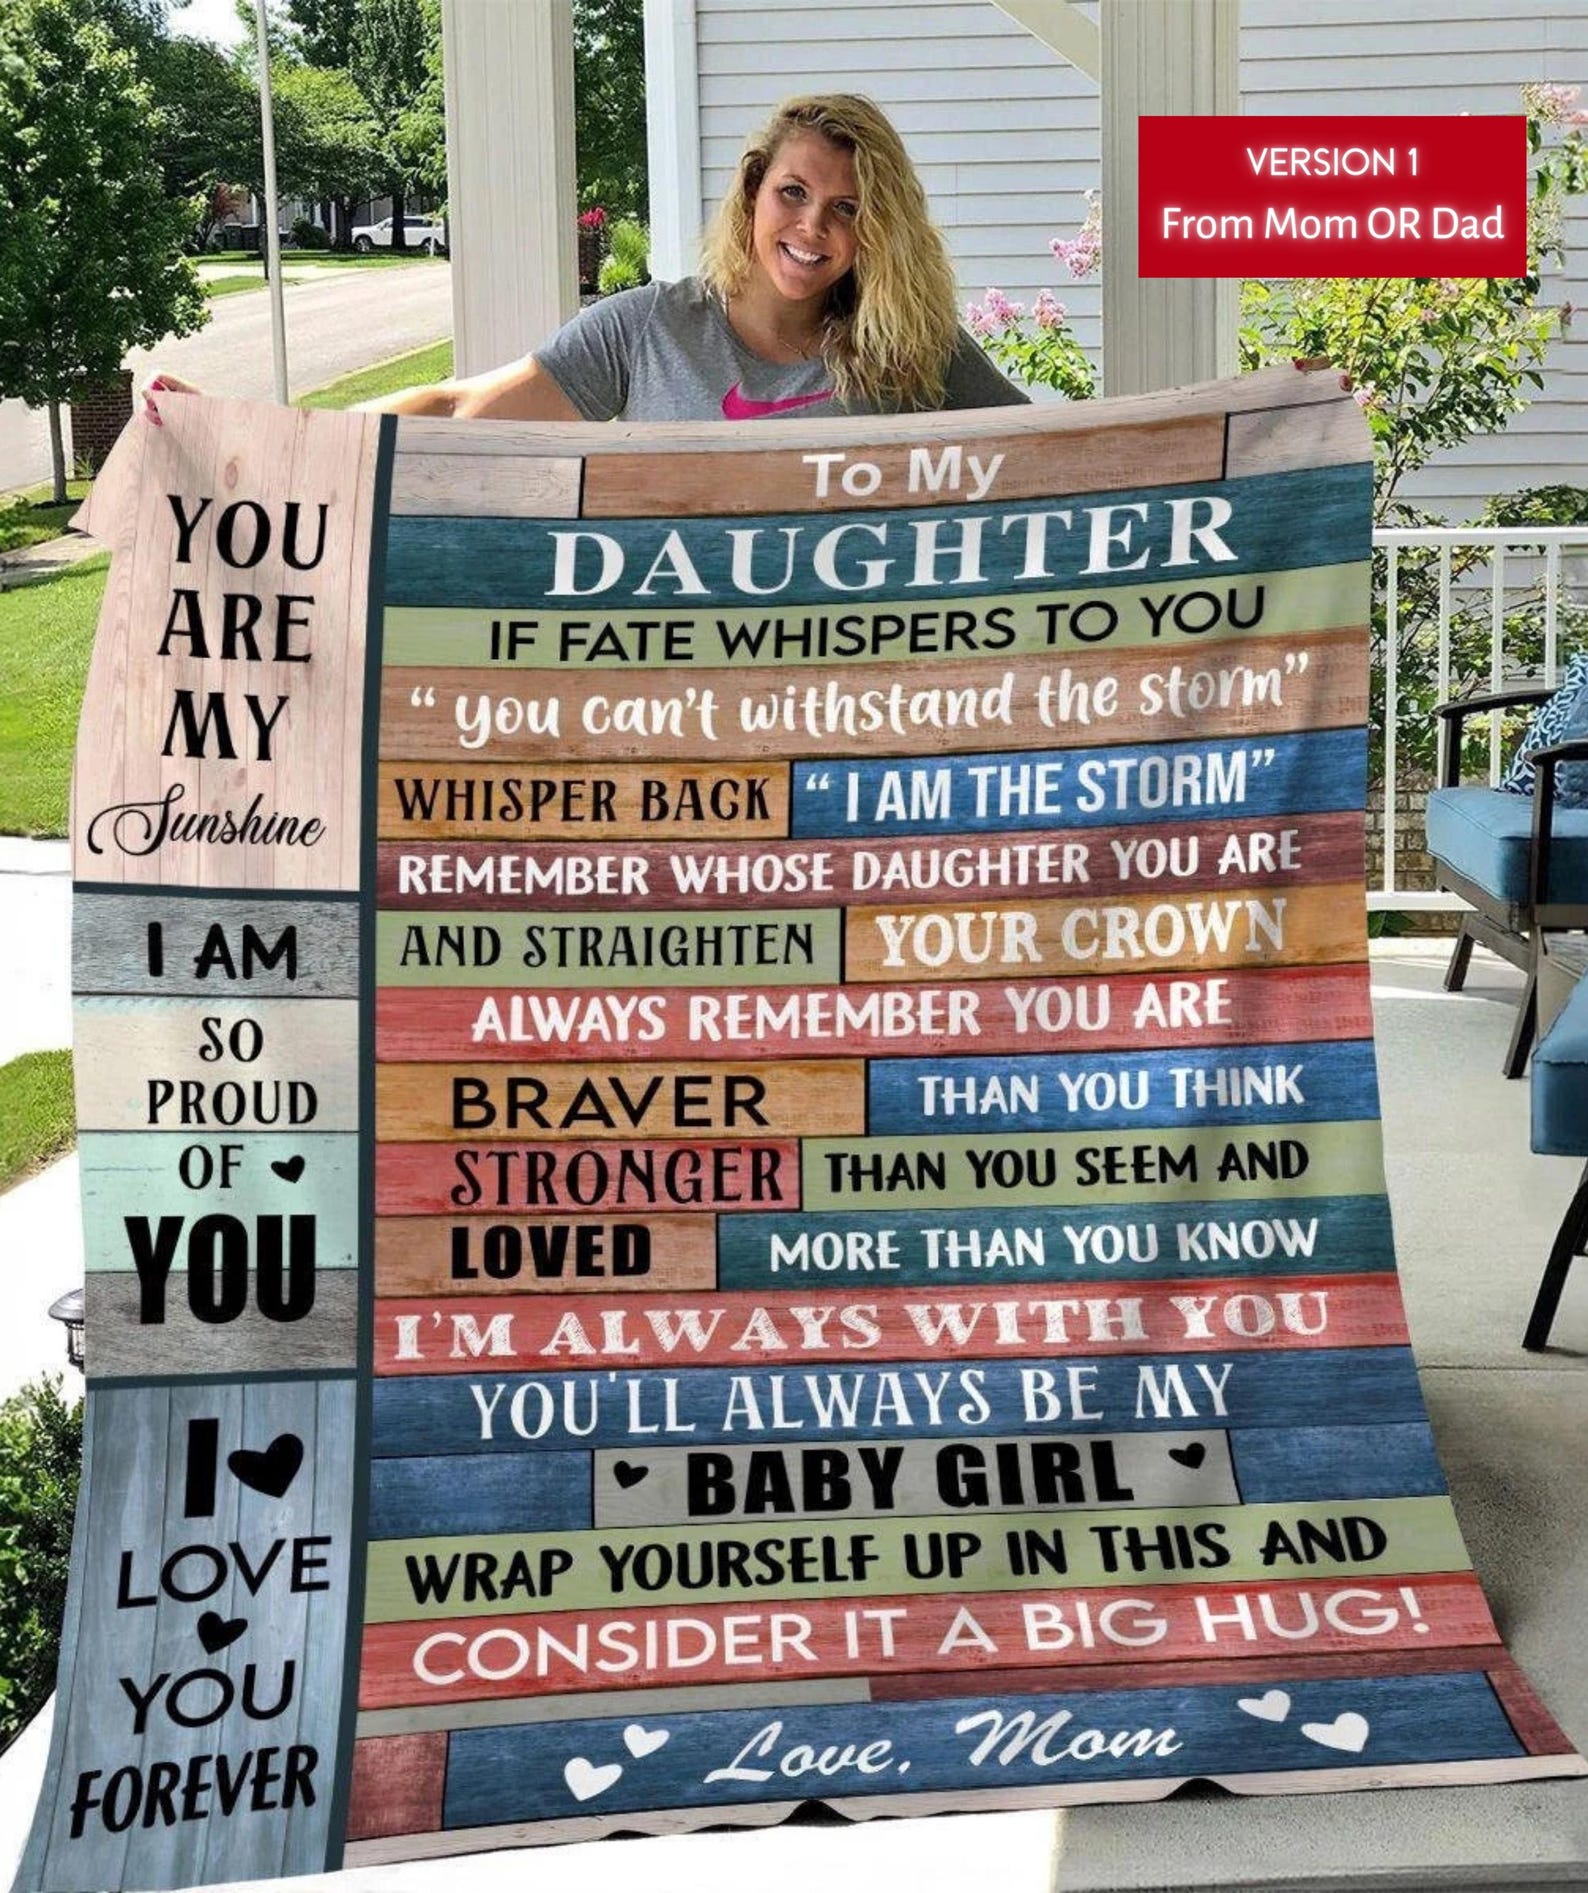 VERSION 1
From Mom OR Dad
YOU
ARE
MY
Sunshine
I AM
SO
PROUD
OF
YOU
I
LOVE
YOU
FOREVER
To My
DAUGHTER
IF FATE WHISPERS TO YOU
“ you can't withstand the storm”
WHISPER BACK “ I AM THE STORM”
REMEMBER WHOSE DAUGHTER YOU ARE
AND STRAIGHTEN YOUR CROWN
ALWAYS REMEMBER YOU ARE
BRAVER THAN YOU THINK
STRONGER THAN YOU SEEM AND
LOVED MORE THAN YOU KNOW
I'M ALWAYS WITH YOU
YOU'LL ALWAYS BE MY
BABY GIRL
WRAP YOURSELF UP IN THIS AND
CONSIDER IT A BIG HUG!
Love, Mom